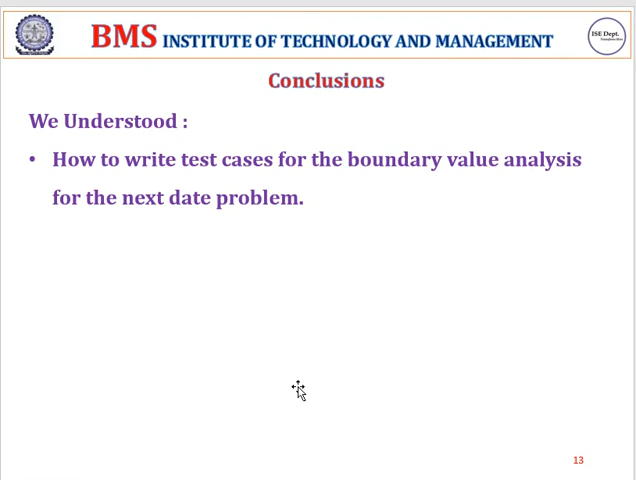 BMS INSTITUTE OF TECHNOLOGY AND MANAGEMENT
ISE Dept.
Conclusions
We Understood :
• How to write test cases for the boundary value analysis
for the next date problem.
13